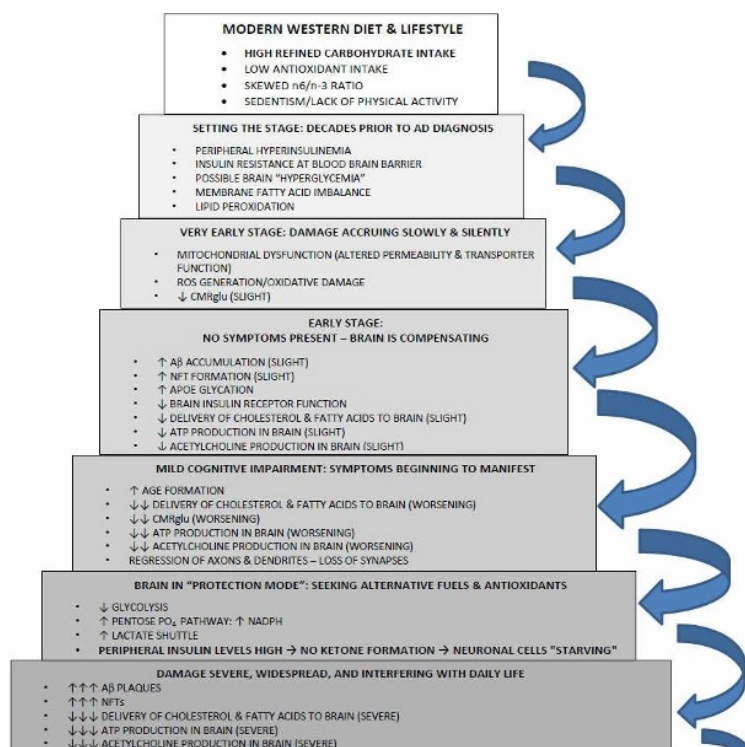 MODERN WESTERN DIET & LIFESTYLE
• HIGH REFINED CARBOHYDRATE INTAKE
• LOW ANTIOXIDANT INTAKE
• SKEWED n6/n-3 RATIO
• SEDENTISM/LACK OF PHYSICAL ACTIVITY
SETTING THE STAGE: DECADES PRIOR TO AD DIAGNOSIS
• PERIPHERAL HYPERINSULINEMIA
• INSULIN RESISTANCE AT BLOOD BRAIN BARRIER
• POSSIBLE BRAIN "HYPERGLYCEMIA"
• MEMBRANE FATTY ACID IMBALANCE
• LIPID PEROXIDATION
VERY EARLY STAGE: DAMAGE ACCRUING SLOWLY & SILENTLY
• MITOCHONDRIAL DYSFUNCTION (ALTERED PERMEABILITY & TRANSPORTER
FUNCTION)
• ROS GENERATION/OXIDATIVE DAMAGE
• ↓ CMRglu (SLIGHT)
EARLY STAGE:
NO SYMPTOMS PRESENT – BRAIN IS COMPENSATING
• ↑ Aβ ACCUMULATION (SLIGHT)
• ↑ NFT FORMATION (SLIGHT)
• ↑ APOE GLYCATION
• ↓ BRAIN INSULIN RECEPTOR FUNCTION
• ↓ DELIVERY OF CHOLESTEROL & FATTY ACIDS TO BRAIN (SLIGHT)
• ↓ ATP PRODUCTION IN BRAIN (SLIGHT)
• ↓ ACETYLCHOLINE PRODUCTION IN BRAIN (SLIGHT)
MILD COGNITIVE IMPAIRMENT: SYMPTOMS BEGINNING TO MANIFEST
• ↑ AGE FORMATION
• ↓↓ DELIVERY OF CHOLESTEROL & FATTY ACIDS TO BRAIN (WORSENING)
• ↓↓ CMRglu (WORSENING)
• ↓↓ ATP PRODUCTION IN BRAIN (WORSENING)
• ↓↓ ACETYLCHOLINE PRODUCTION IN BRAIN (WORSENING)
• REGRESSION OF AXONS & DENDRITES – LOSS OF SYNAPSES
BRAIN IN "PROTECTION MODE": SEEKING ALTERNATIVE FUELS & ANTIOXIDANTS
• ↓ GLYCOLYSIS
• ↑ PENTOSE PO₄ PATHWAY: ↑ NADPH
• ↑ LACTATE SHUTTLE
• PERIPHERAL INSULIN LEVELS HIGH → NO KETONE FORMATION → NEURONAL CELLS "STARVING"
DAMAGE SEVERE, WIDESPREAD, AND INTERFERING WITH DAILY LIFE
• ↑↑↑ Aβ PLAQUES
• ↑↑↑ NFTs
• ↓↓↓ DELIVERY OF CHOLESTEROL & FATTY ACIDS TO BRAIN (SEVERE)
• ↓↓↓ ATP PRODUCTION IN BRAIN (SEVERE)
• ↓↓↓ ACETYLCHOLINE PRODUCTION IN BRAIN (SEVERE)